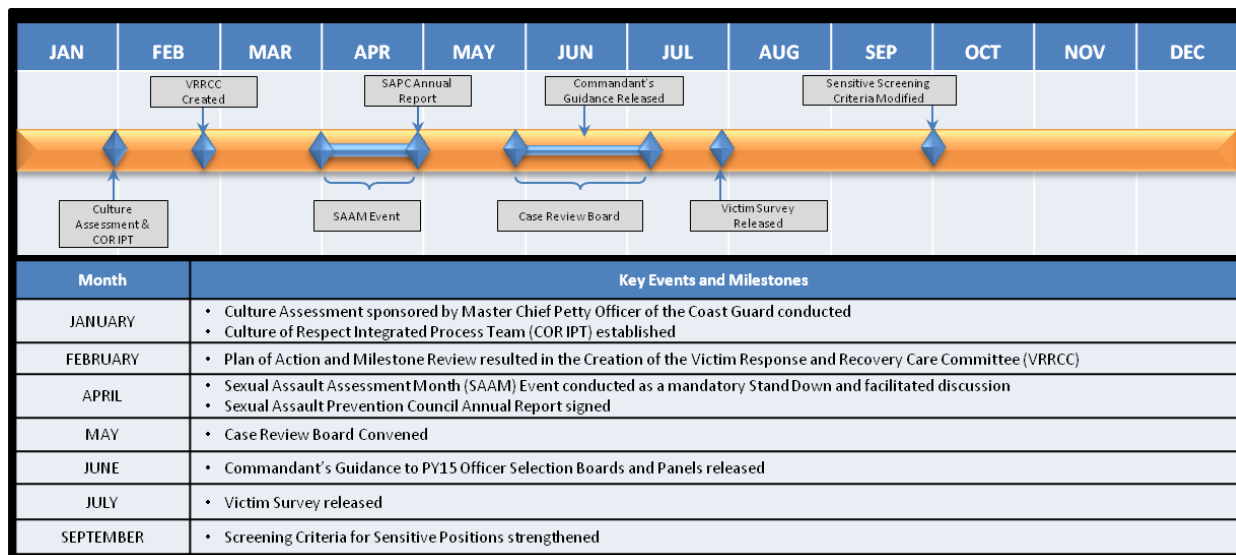 JAN FEB MAR APR MAY JUN JUL AUG SEP OCT NOV DEC
VRRCC
Created
SAPC Annual
Report
Commandant's
Guidance Released
Sensitive Screening
Criteria Modified
Culture
Assessment &
COR IPT
SAAM Event
Case Review Board
Victim Survey
Released
Month Key Events and Milestones
JANUARY
• Culture Assessment sponsored by Master Chief Petty Officer of the Coast Guard conducted
• Culture of Respect Integrated Process Team (COR IPT) established
FEBRUARY • Plan of Action and Milestone Review resulted in the Creation of the Victim Response and Recovery Care Committee (VRRCC)
APRIL
• Sexual Assault Assessment Month (SAAM) Event conducted as a mandatory Stand Down and facilitated discussion
• Sexual Assault Prevention Council Annual Report signed
MAY • Case Review Board Convened
JUNE • Commandant's Guidance to PY15 Officer Selection Boards and Panels released
JULY • Victim Survey released
SEPTEMBER • Screening Criteria for Sensitive Positions strengthened